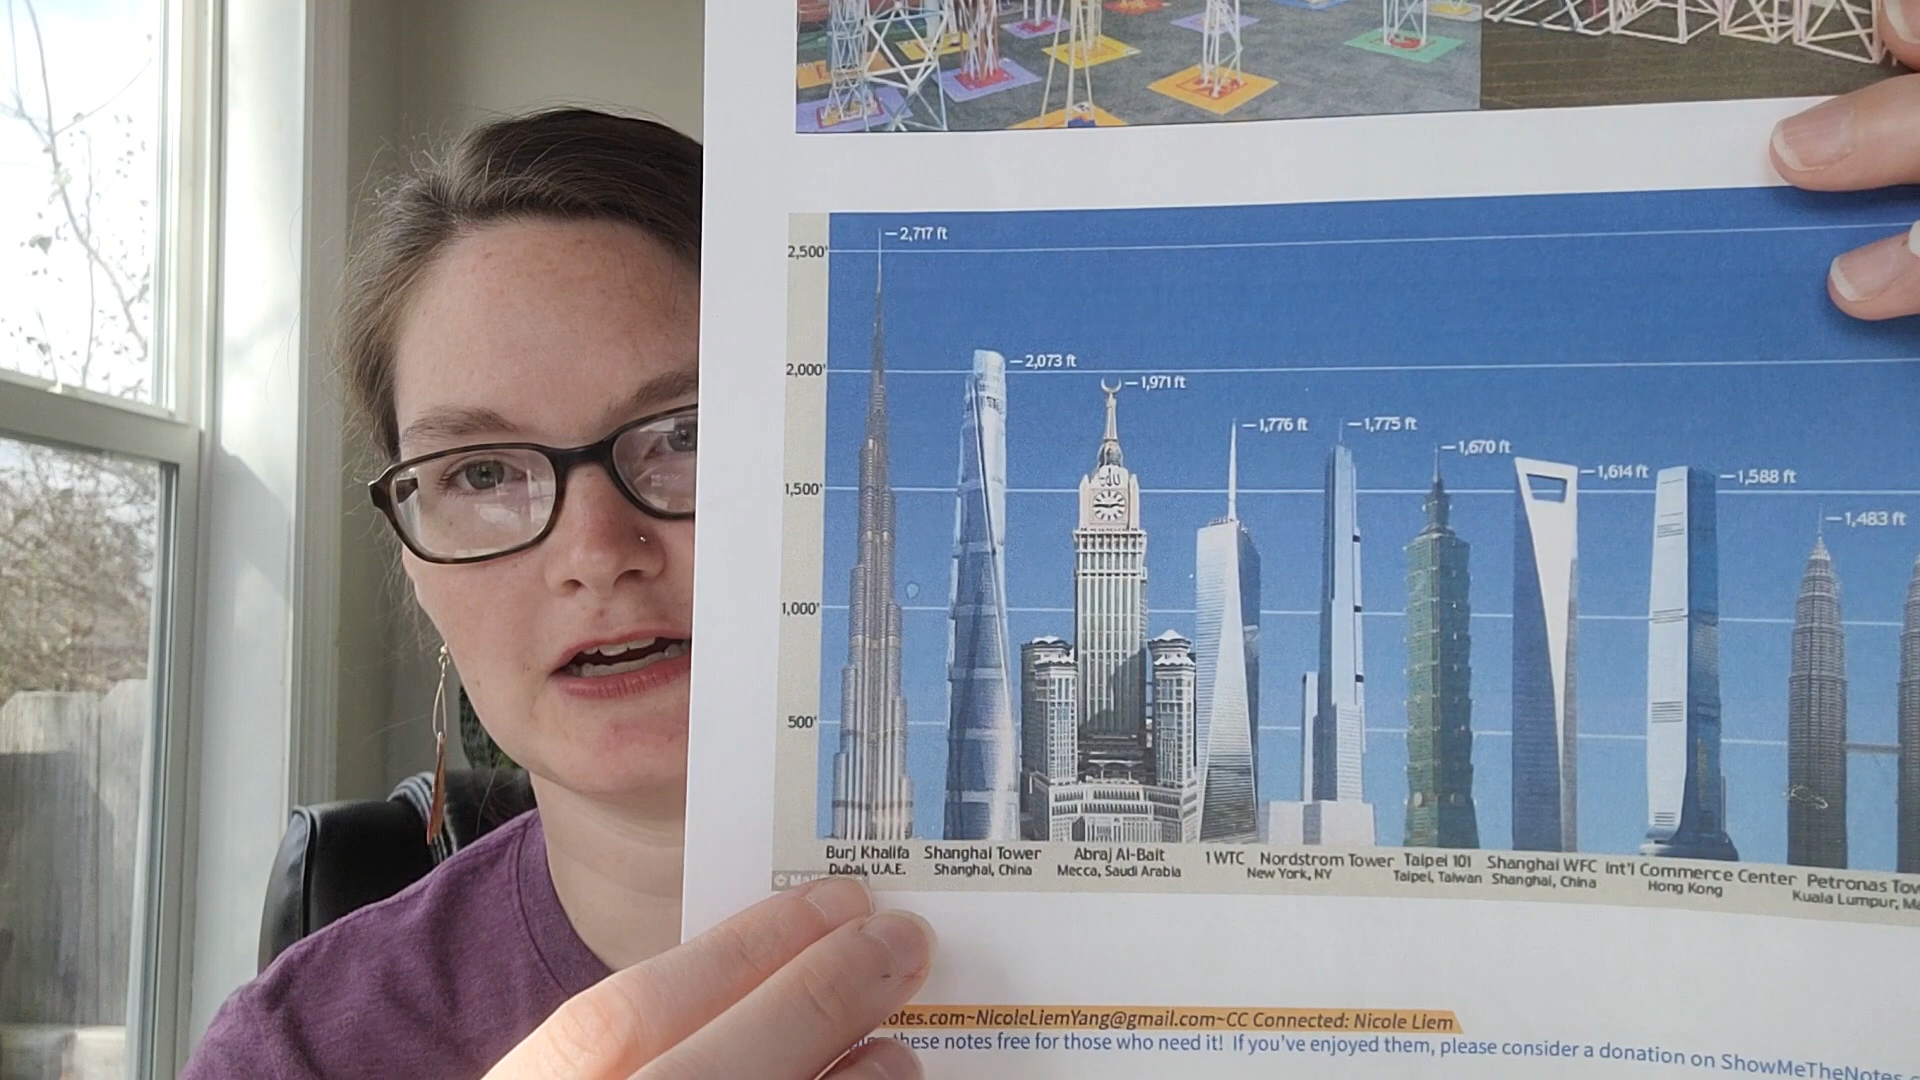 2,717 ft
2,500'
2,073 ft
2,000'
1,971 ft
1,776 ft
1,775 ft
1,670 ft
1,614 ft
1,588 ft
1,500'
1,483 ft
1,000'
500'
Burj Khalifa
Dubai, U.A.E.
Shanghai Tower
Shanghai, China
Abraj Al-Bait
Mecca, Saudi Arabia
1 WTC Nordstrom Tower
New York, NY
Taipei 101
Taipei, Taiwan
Shanghai WFC
Shanghai, China
Int'l Commerce Center
Hong Kong
Petronas Tow
Kuala Lumpur, Ma
otes.com~NicoleLiemYang@gmail.com~CC Connected: Nicole Liem
these notes free for those who need it! If you've enjoyed them, please consider a donation on ShowMeTheNotes